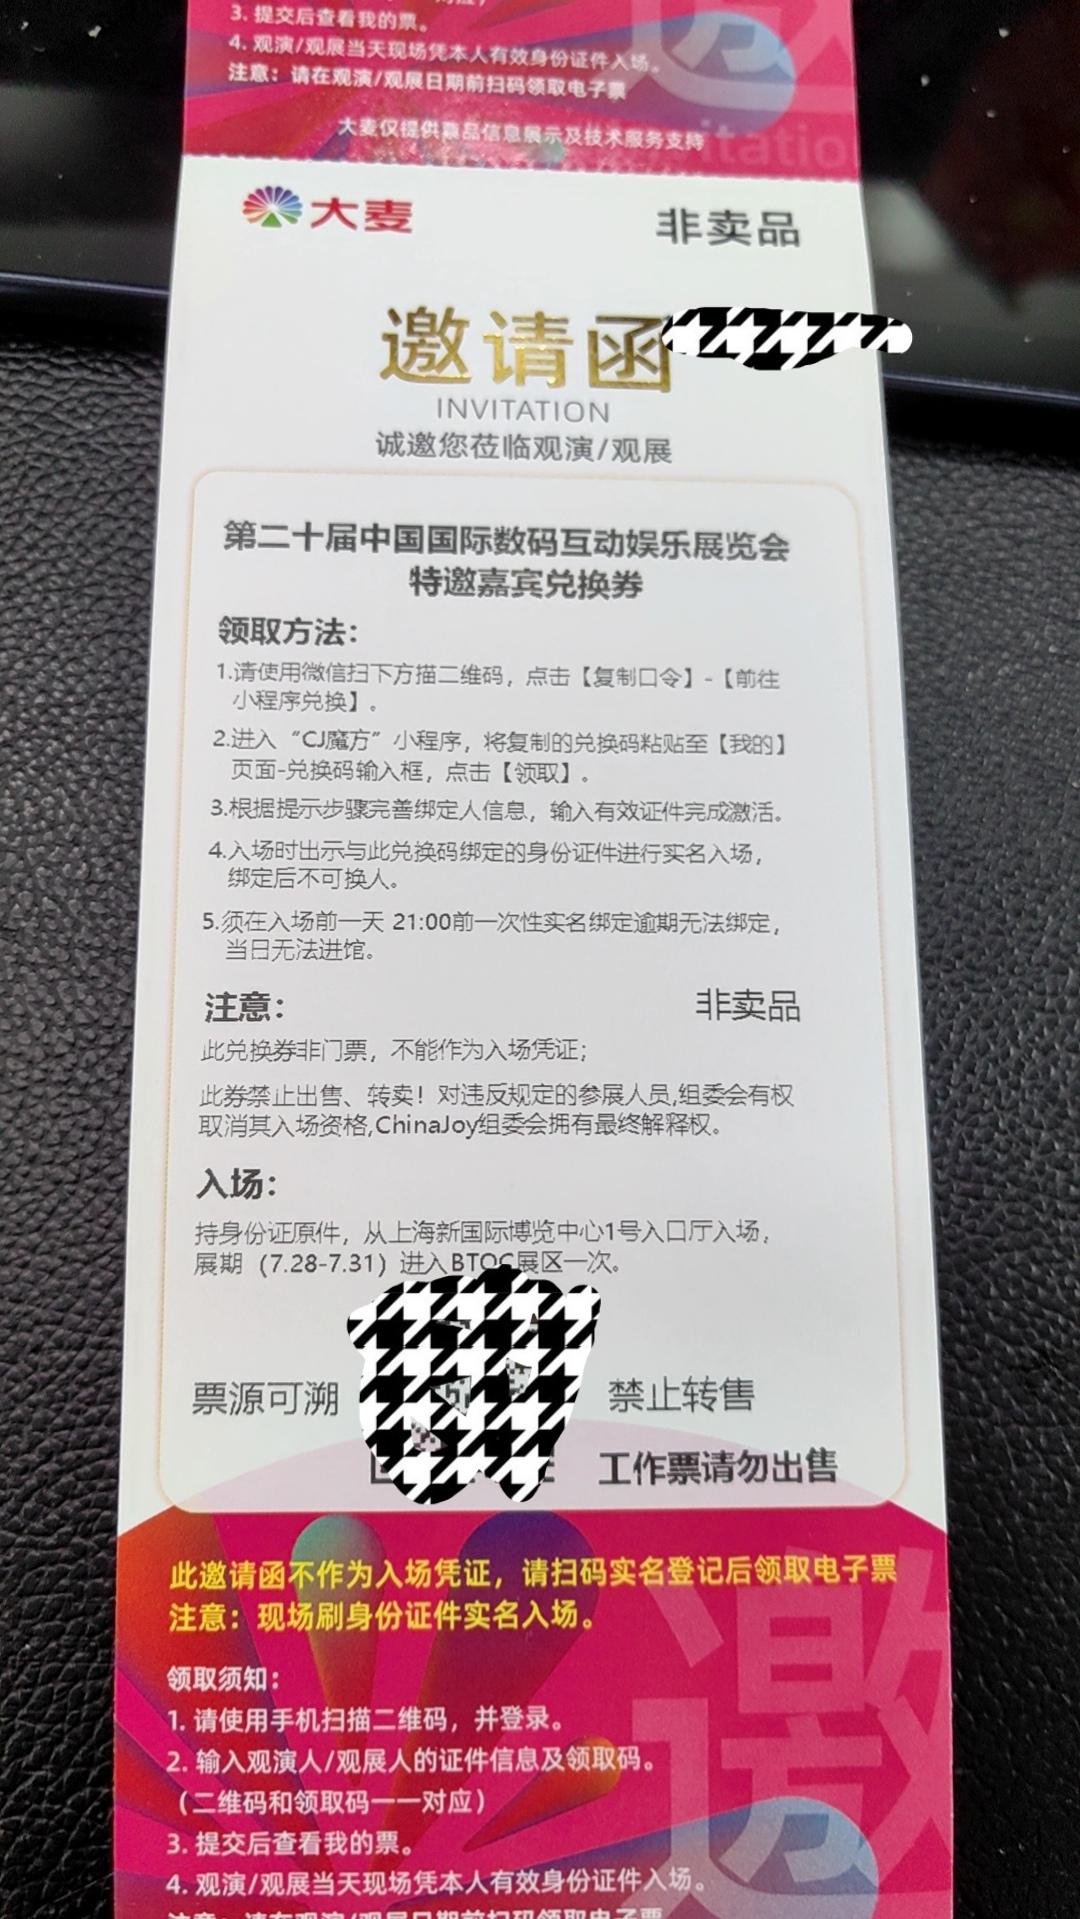 3. 提交后查看我的票。
4. 观演/观展当天现场凭本人有效身份证件入场。
注意：请在观演/观展日期前扫码领取电子票
大麦仅提供票品信息展示及技术服务支持
大麦
非卖品
邀请函
INVITATION
诚邀您莅临观演/观展
第二十届中国国际数码互动娱乐展览会
特邀嘉宾兑换券
领取方法：
1.请使用微信扫下方描二维码，点击【复制口令】-【前往
小程序兑换】。
2.进入“CJ魔方”小程序，将复制的兑换码粘贴至【我的】
页面-兑换码输入框，点击【领取】。
3.根据提示步骤完善绑定人信息，输入有效证件完成激活。
4.入场时出示与此兑换码绑定的身份证件进行实名入场，
绑定后不可换人。
5.须在入场前一天 21:00前一次性实名绑定逾期无法绑定，
当日无法进馆。
注意：
非卖品
此兑换券非门票，不能作为入场凭证；
此券禁止出售、转卖！对违反规定的参展人员,组委会有权
取消其入场资格,ChinaJoy组委会拥有最终解释权。
入场：
持身份证原件，从上海新国际博览中心1号入口厅入场，
展期（7.28-7.31）进入BTOC展区一次。
票源可溯
禁止转售
工作票请勿出售
此邀请函不作为入场凭证，请扫码实名登记后领取电子票
注意：现场刷身份证件实名入场。
领取须知：
1. 请使用手机扫描二维码，并登录。
2. 输入观演人/观展人的证件信息及领取码。
（二维码和领取码一一对应）
3. 提交后查看我的票。
4. 观演/观展当天现场凭本人有效身份证件入场。
注意：请在观演/观展日期前扫码领取电子票